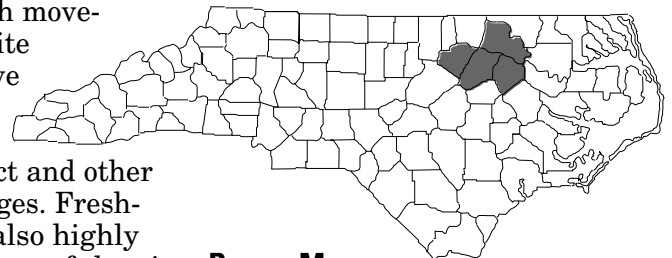 h move-
ite
ve
ct and other
ges. Fresh-
also highly